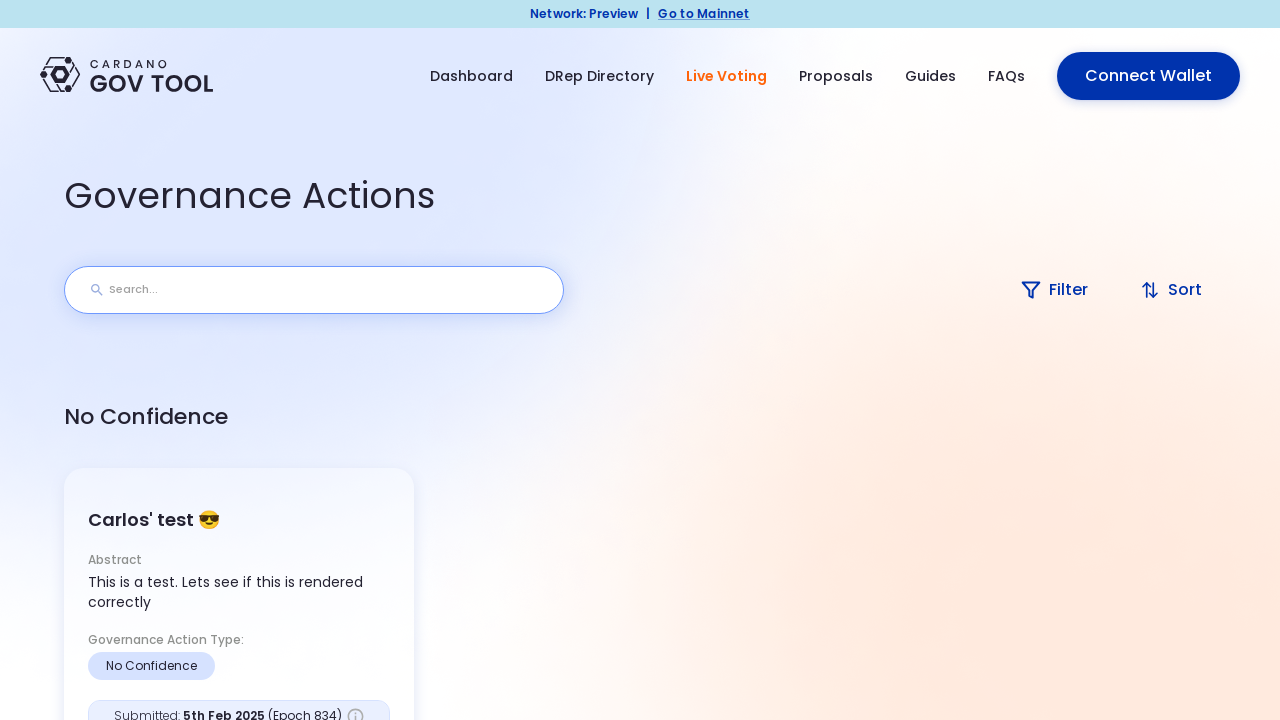 Network: Preview | Go to Mainnet
CARDANO
GOV TOOL
Dashboard DRep Directory Live Voting Proposals Guides FAQs Connect Wallet
Governance Actions
Search...
Filter Sort
No Confidence
Carlos' test 😎
Abstract
This is a test. Lets see if this is rendered
correctly
Governance Action Type:
No Confidence
Submitted: 5th Feb 2025 (Epoch 834)